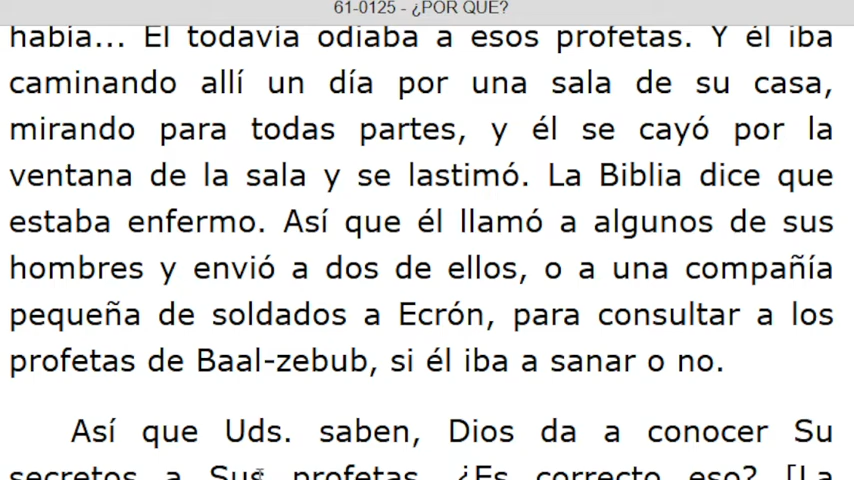 61-0125 - ¿POR QUE?
había... Él todavía odiaba a esos profetas. Y él iba
caminando allí un día por una sala de su casa,
mirando para todas partes, y él se cayó por la
ventana de la sala y se lastimó. La Biblia dice que
estaba enfermo. Así que él llamó a algunos de sus
hombres y envió a dos de ellos, o a una compañía
pequeña de soldados a Ecrón, para consultar a los
profetas de Baal-zebub, si él iba a sanar o no.
Así que Uds. saben, Dios da a conocer Su
secretos a Sus profetas. ¿Es correcto eso? [La